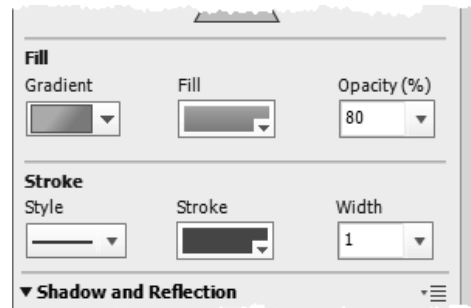 Fill
Gradient Fill Opacity (%)
80
Stroke
Style Stroke Width
1
Shadow and Reflection